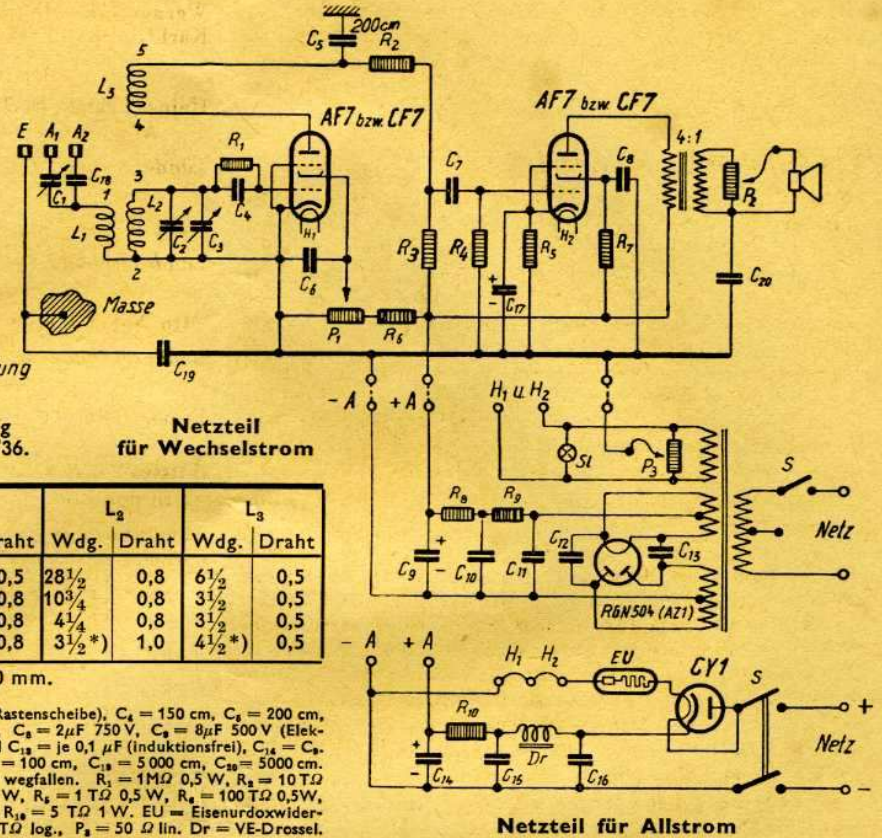 200cm
C₅
R₂
5
L₃
4
AF7 bzw. CF7
AF7 bzw. CF7
4:1
E A₁ A₂
R₁
C₇
C₈
P₂
C₁
C₁₈
1
3
L₂
C₄
L₁
C₂
C₃
H₁
H₂
2
C₆
R₃
R₄
R₅
R₇
+
-
C₁₇
C₂₀
Masse
P₁
R₆
ung
C₁₉
- A + A
H₁ u. H₂
g
'36.
Netzteil
für Wechselstrom
Sl
P₃
S
Netz
R₈
R₉
+
-
C₉
C₁₀
C₁₁
C₁₂
C₁₃
RGN504 (AZ1)
L₂ L₃
raht Wdg. Draht Wdg. Draht
0,5 28½ 0,8 6½ 0,5
0,8 10¾ 0,8 3½ 0,5
0,8 4¼ 0,8 3½ 0,5
0,8 3½*) 1,0 4½*) 0,5
0 mm.
- A + A
H₁ H₂
EU
CY1
S
+
Netz
-
R₁₀
Dr
+
-
C₁₄
C₁₅
C₁₆
Rastenscheibe), C₄ = 150 cm, C₅ = 200 cm,
C₈ = 2μF 750 V, C₉ = 8μF 500 V (Elek-
C₁₃ = je 0,1 μF (induktionsfrei), C₁₄ = C₉.
= 100 cm, C₁₉ = 5000 cm, C₂₀ = 5000 cm.
wegfallen. R₁ = 1MΩ 0,5 W, R₂ = 10 TΩ
W, R₅ = 1 TΩ 0,5 W, R₆ = 100 TΩ 0,5W,
R₁₀ = 5 TΩ 1 W. EU = Eisenurdoxwider-
TΩ log., P₃ = 50 Ω lin. Dr = VE-Drossel.
Netzteil für Allstrom